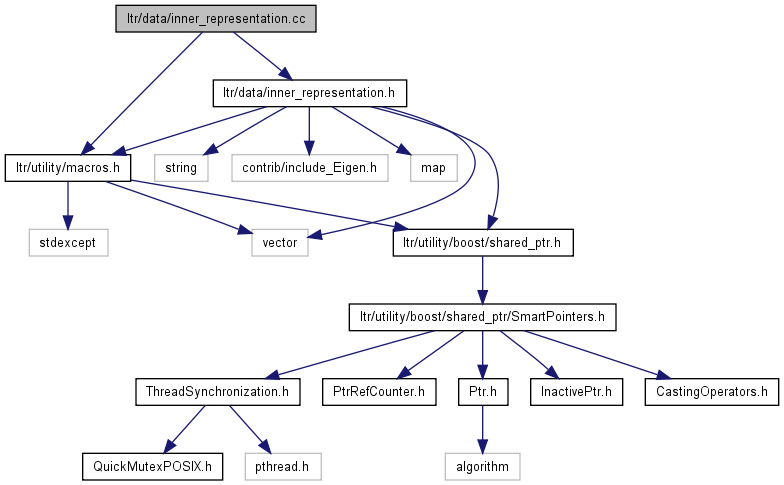 ltr/data/inner_representation.cc
ltr/data/inner_representation.h
ltr/utility/macros.h
string
contrib/include_Eigen.h
map
stdexcept
vector
ltr/utility/boost/shared_ptr.h
ltr/utility/boost/shared_ptr/SmartPointers.h
ThreadSynchronization.h
PtrRefCounter.h
Ptr.h
InactivePtr.h
CastingOperators.h
QuickMutexPOSIX.h
pthread.h
algorithm